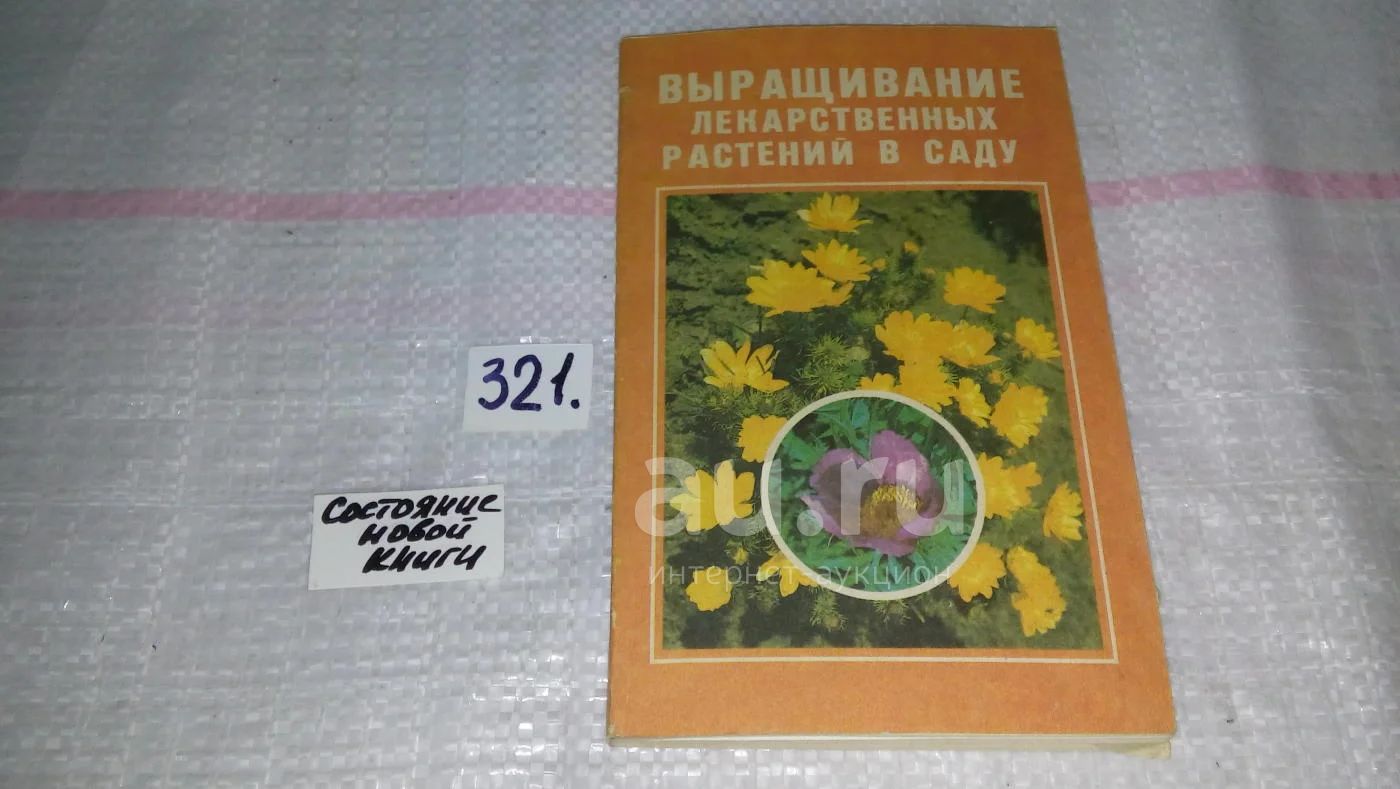 ВЫРАЩИВАНИЕ
ЛЕКАРСТВЕННЫХ
РАСТЕНИЙ В САДУ
321.
Состояние
новой
книги
au.ru
интернет-аукцион